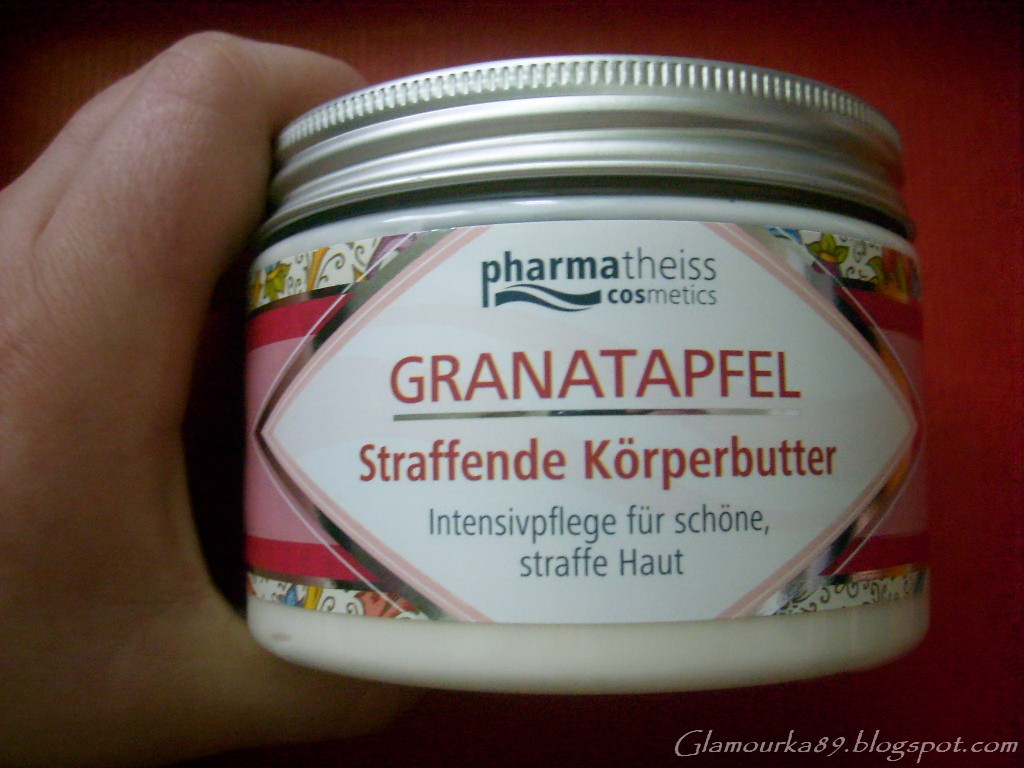 pharmatheiss
cosmetics
GRANATAPFEL
Straffende Körperbutter
Intensivpflege für schöne,
straffe Haut
Glamourka89.blogspot.com